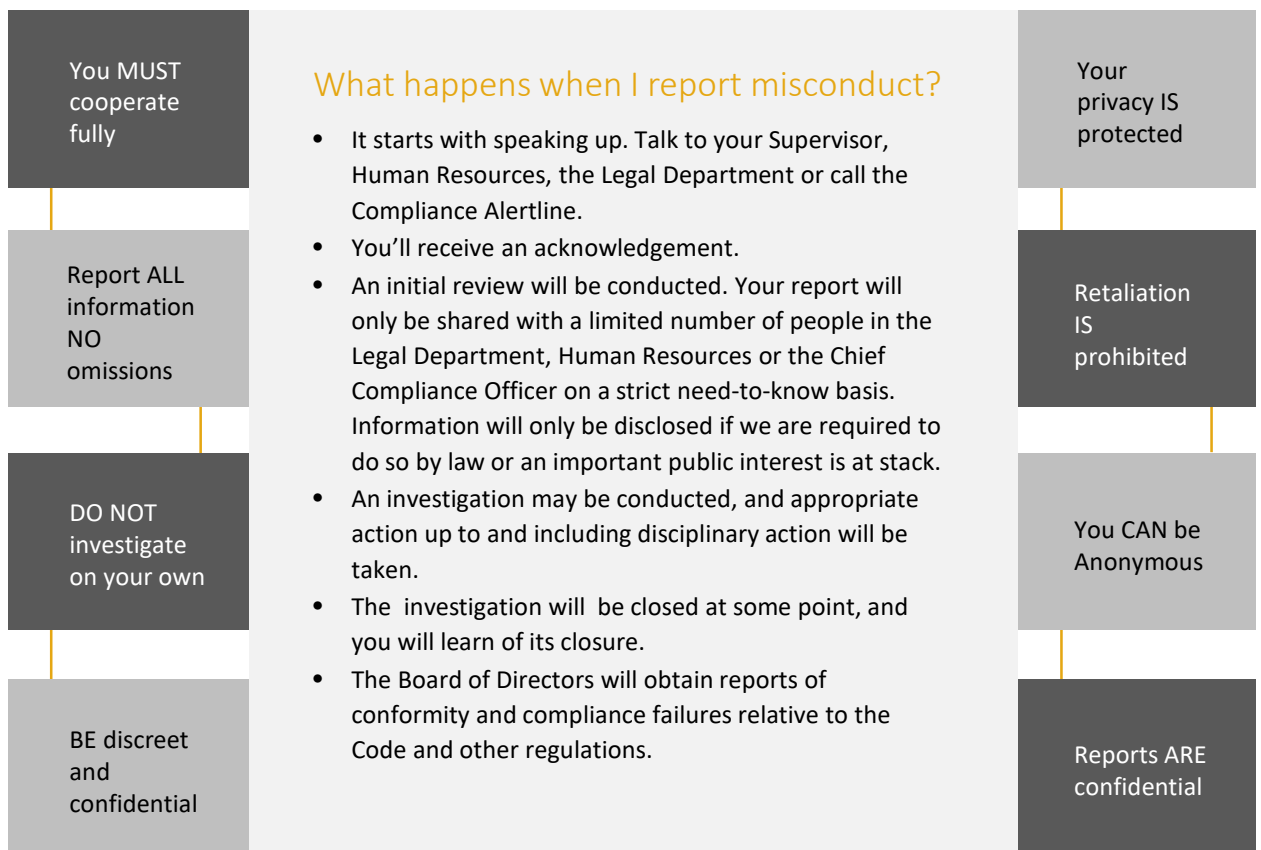 You MUST
cooperate
fully
Report ALL
information
NO
omissions
DO NOT
investigate
on your own
BE discreet
and
confidential
What happens when I report misconduct?
• It starts with speaking up. Talk to your Supervisor,
Human Resources, the Legal Department or call the
Compliance Alertline.
• You’ll receive an acknowledgement.
• An initial review will be conducted. Your report will
only be shared with a limited number of people in the
Legal Department, Human Resources or the Chief
Compliance Officer on a strict need-to-know basis.
Information will only be disclosed if we are required to
do so by law or an important public interest is at stack.
• An investigation may be conducted, and appropriate
action up to and including disciplinary action will be
taken.
• The investigation will be closed at some point, and
you will learn of its closure.
• The Board of Directors will obtain reports of
conformity and compliance failures relative to the
Code and other regulations.
Your
privacy IS
protected
Retaliation
IS
prohibited
You CAN be
Anonymous
Reports ARE
confidential